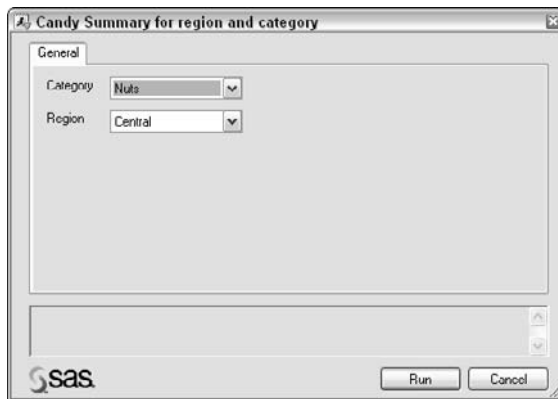 Candy Summary for region and category
General
Category Nuts
Region Central
sas
Run Cancel